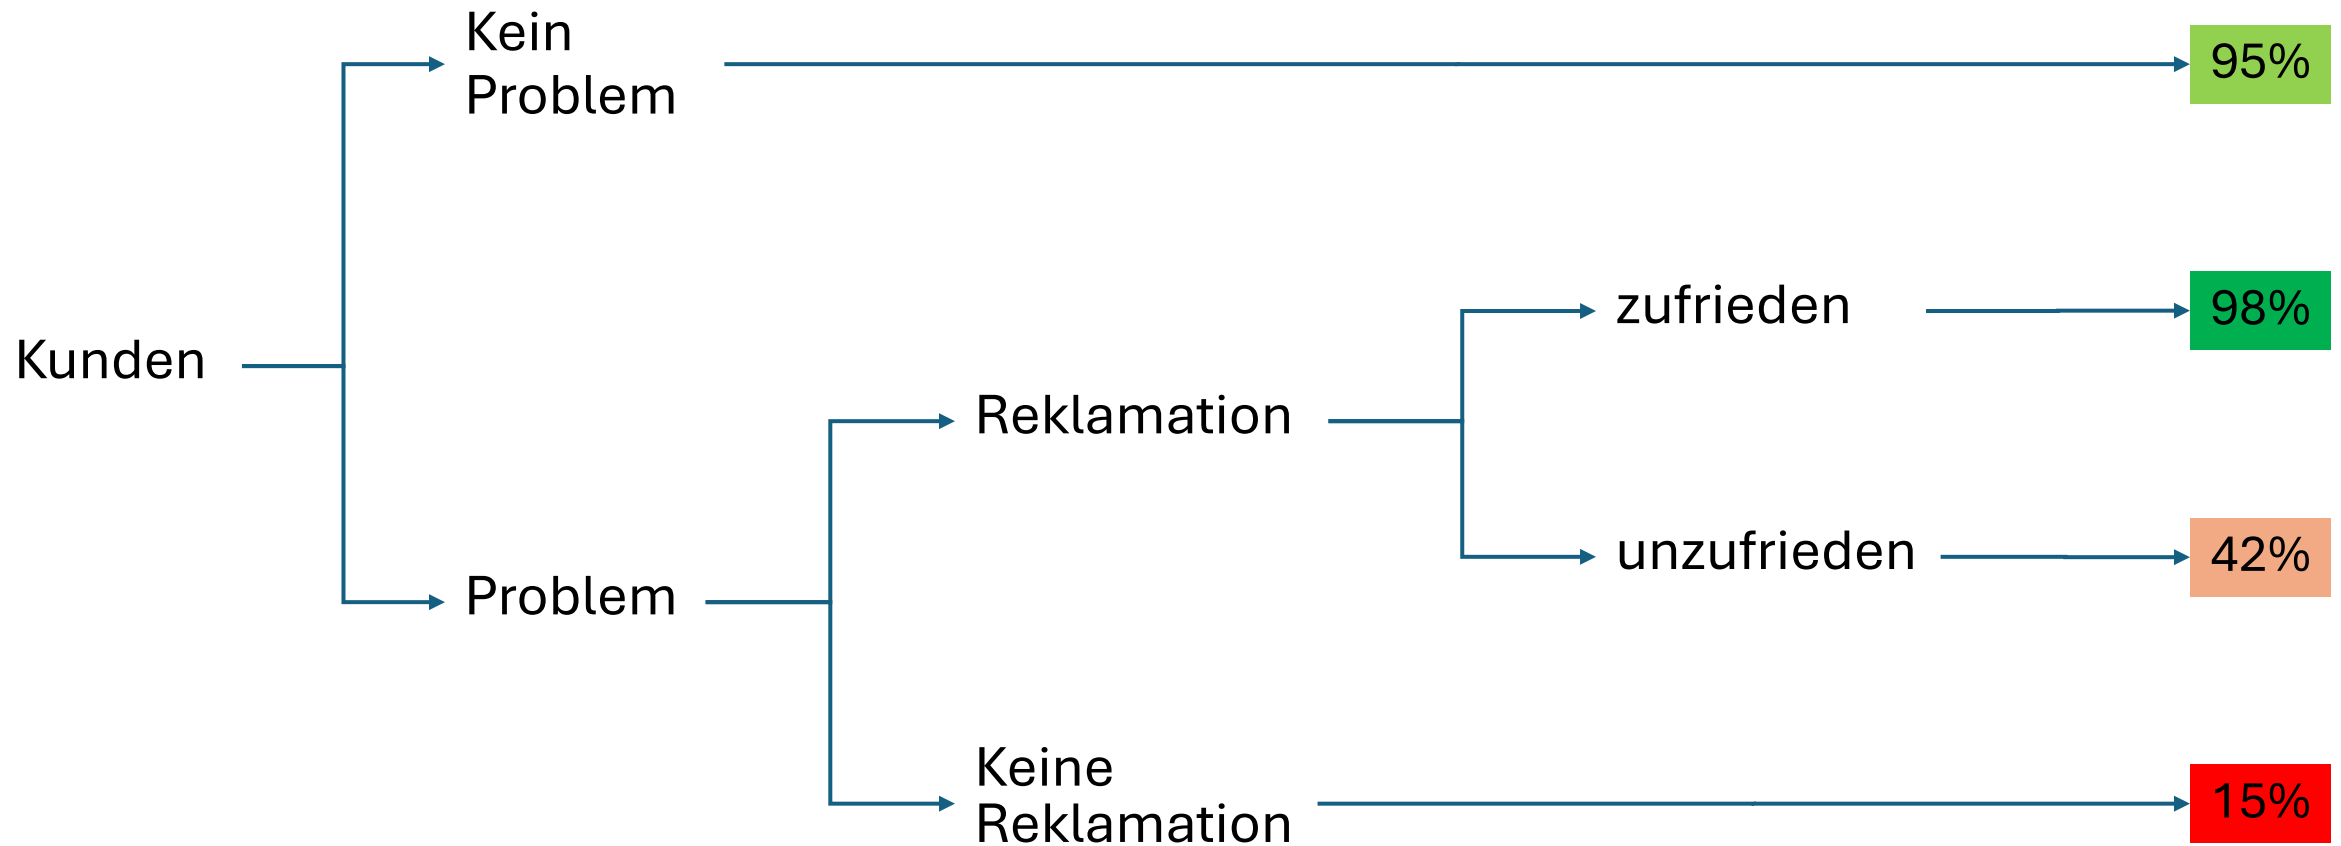 Kein
Problem
95%
zufrieden
98%
Kunden
Reklamation
unzufrieden
42%
Problem
Keine
Reklamation
15%